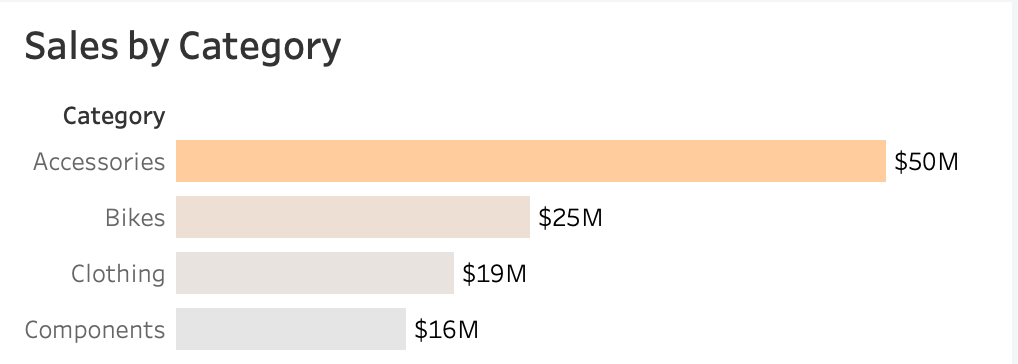 Sales by Category
Category
Accessories $50M
Bikes $25M
Clothing $19M
Components $16M